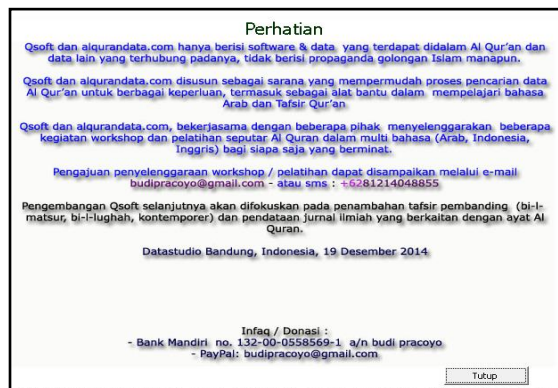 Perhatian
Qsoft dan alqurandata.com hanya berisi software & data yang terdapat didalam Al Qur'an dan
data lain yang terhubung padanya, tidak berisi propaganda golongan Islam manapun.
Qsoft dan alqurandata.com disusun sebagai sarana yang mempermudah proses pencarian data
Al Qur'an untuk berbagai keperluan, termasuk sebagai alat bantu dalam mempelajari bahasa
Arab dan Tafsir Qur'an
Qsoft dan alqurandata.com, bekerjasama dengan beberapa pihak menyelenggarakan beberapa
kegiatan workshop dan pelatihan seputar Al Quran dalam multi bahasa (Arab, Indonesia,
Inggris) bagi siapa saja yang berminat.
Pengajuan penyelenggaraan workshop / pelatihan dapat disampaikan melalui e-mail
budipracoyo@gmail.com - atau sms : +6281214048855
Pengembangan Qsoft selanjutnya akan difokuskan pada penambahan tafsir pembanding (bi-l-
matsur, bi-l-lughah, kontemporer) dan pendataan jurnal ilmiah yang berkaitan dengan ayat Al
Quran.
Datastudio Bandung, Indonesia, 19 Desember 2014
Infaq / Donasi :
- Bank Mandiri no. 132-00-0558569-1 a/n budi pracoyo
- PayPal: budipracoyo@gmail.com
Tutup